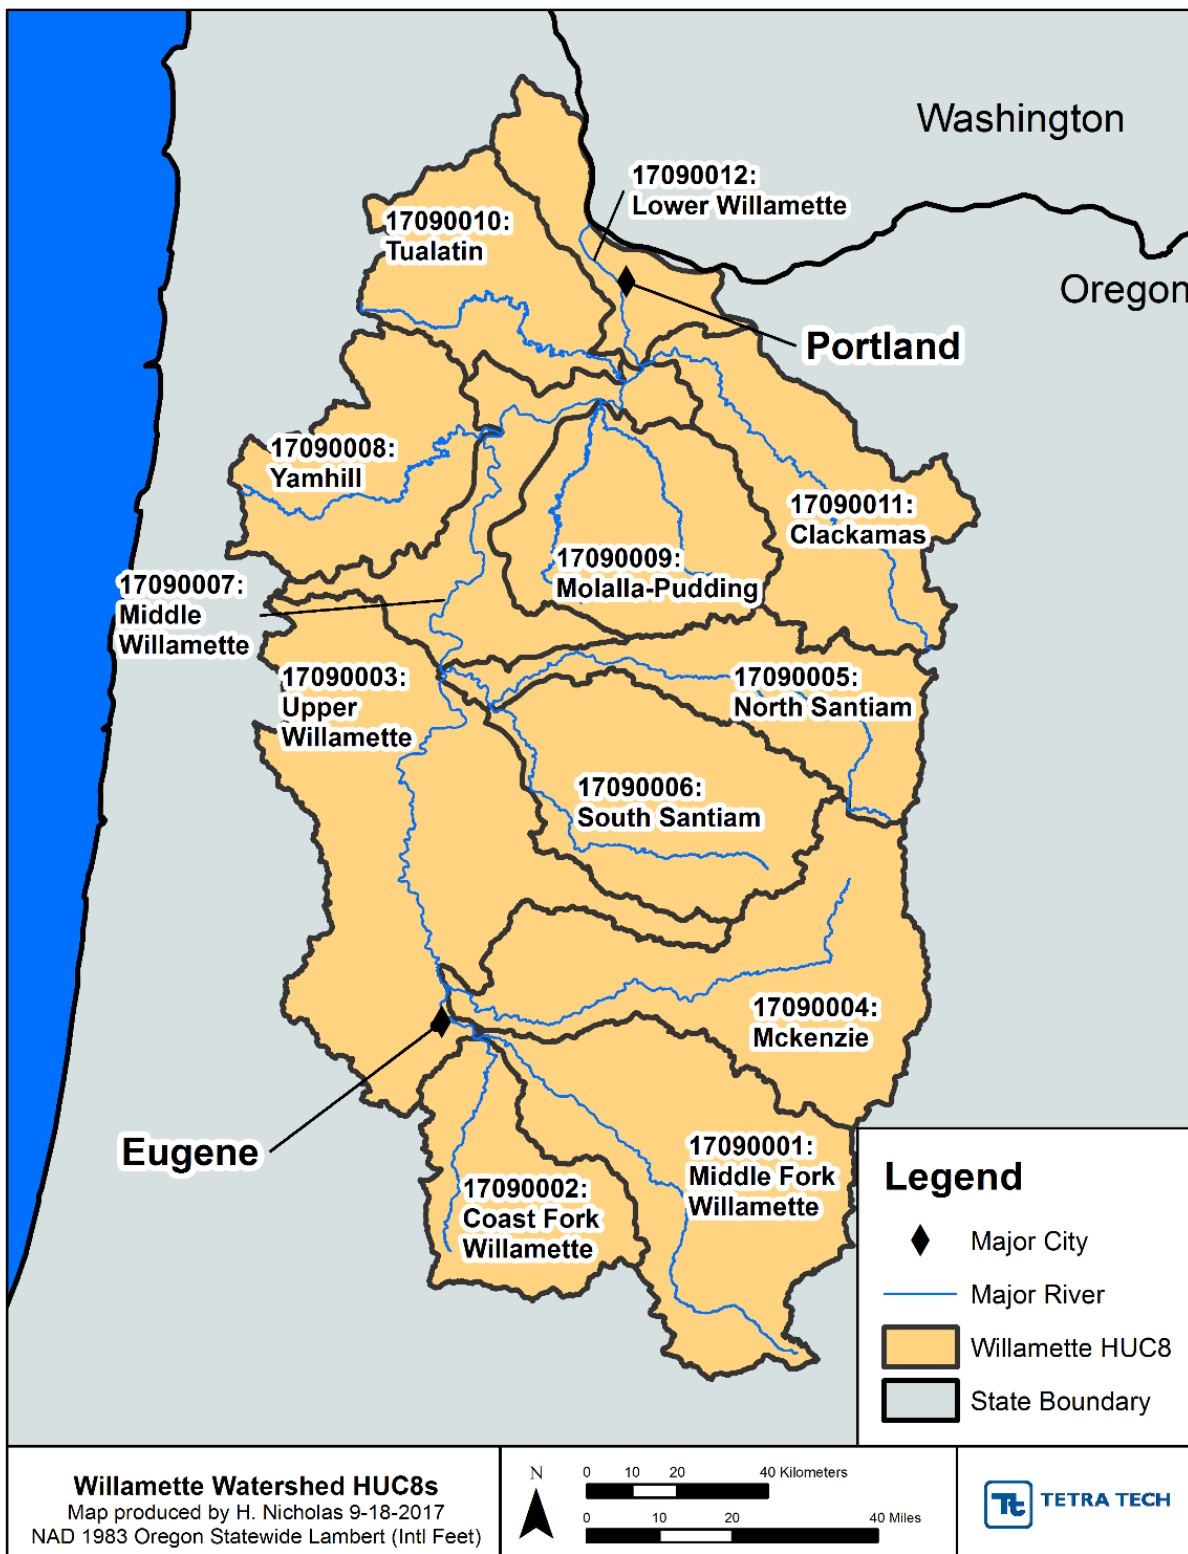 Washington
17090012:
Lower Willamette
17090010:
Tualatin
Oregon
Portland
17090008:
Yamhill
17090011:
Clackamas
17090009:
Molalla-Pudding
17090007:
Middle
Willamette
17090003:
Upper
Willamette
17090005:
North Santiam
17090006:
South Santiam
17090004:
Mckenzie
Eugene
17090001:
Middle Fork
Willamette
17090002:
Coast Fork
Willamette
Legend
Major City
Major River
Willamette HUC8
State Boundary
Willamette Watershed HUC8s
Map produced by H. Nicholas 9-18-2017
NAD 1983 Oregon Statewide Lambert (Intl Feet)
N
0 10 20 40 Kilometers
0 10 20 40 Miles
Tt TETRA TECH